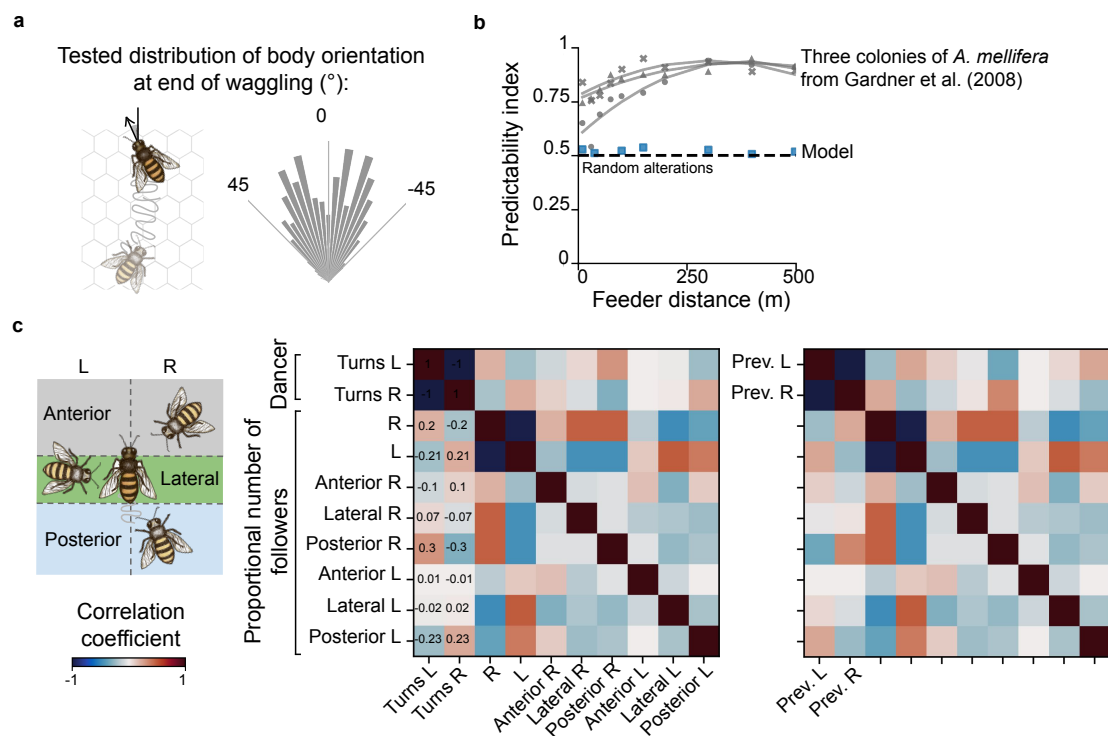 a
Tested distribution of body orientation
at end of waggling (°):
0
45
-45
b
Predictability index
1
0.75
0.5
0.25
0
0
250
500
Feeder distance (m)
Three colonies of A. mellifera
from Gardner et al. (2008)
Model
Random alterations
c
L
R
Anterior
Lateral
Posterior
Correlation
coefficient
-1
1
Dancer
Proportional number of
followers
Turns L
1
-1
Turns R
-1
1
R
0.2
-0.2
L
-0.21
0.21
Anterior R
-0.1
0.1
Lateral R
0.07
-0.07
Posterior R
0.3
-0.3
Anterior L
0.01
-0.01
Lateral L
-0.02
0.02
Posterior L
-0.23
0.23
Turns L
Turns R
R
L
Anterior R
Lateral R
Posterior R
Anterior L
Lateral L
Posterior L
Prev. L
Prev. R
Prev. L
Prev. R